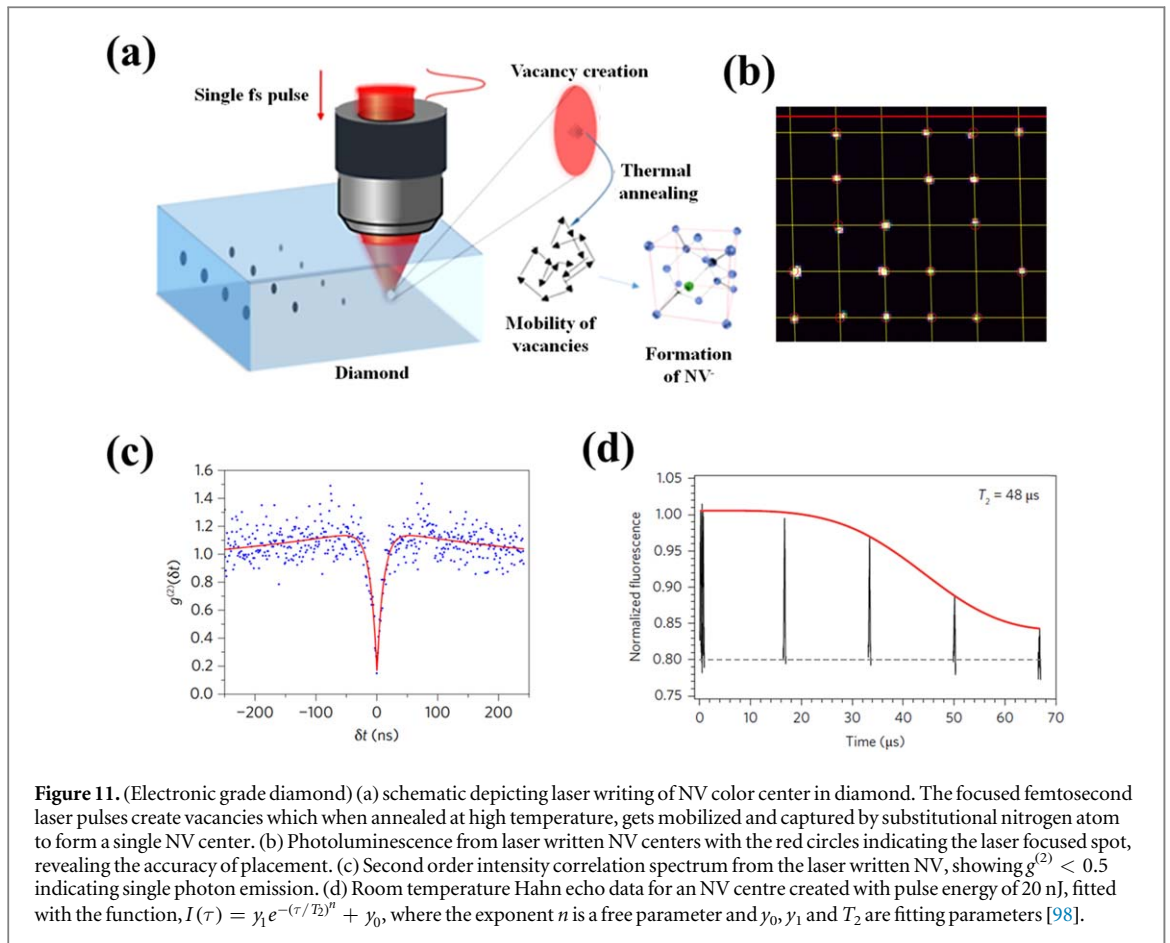 (a)
Single fs pulse
Vacancy creation
Thermal
annealing
Mobility of
vacancies
Formation
of NV-
Diamond
(b)
(c)
1.6
1.4
1.2
1.0
0.8
0.6
0.4
0.2
0.0
g(2)(δt)
−200
−100
0
100
200
δt (ns)
(d)
1.05
1.00
0.95
0.90
0.85
0.80
0.75
Normalized fluorescence
T2 = 48 μs
0
10
20
30
40
50
60
70
Time (μs)
Figure 11. (Electronic grade diamond) (a) schematic depicting laser writing of NV color center in diamond. The focused femtosecond
laser pulses create vacancies which when annealed at high temperature, gets mobilized and captured by substitutional nitrogen atom
to form a single NV center. (b) Photoluminescence from laser written NV centers with the red circles indicating the laser focused spot,
revealing the accuracy of placement. (c) Second order intensity correlation spectrum from the laser written NV, showing g(2) < 0.5
indicating single photon emission. (d) Room temperature Hahn echo data for an NV centre created with pulse energy of 20 nJ, fitted
with the function, I(τ) = y1e−(τ/T2)n + y0, where the exponent n is a free parameter and y0, y1 and T2 are fitting parameters [98].